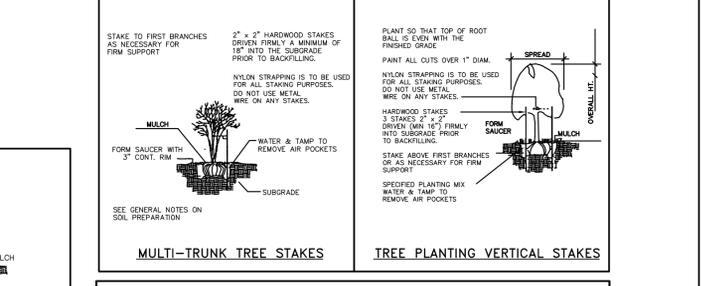 STAKE TO FIRST BRANCHES
AS NECESSARY FOR
FIRM SUPPORT
2" x 2" HARDWOOD STAKES
DRIVEN FIRMLY A MINIMUM OF
18" INTO THE SUBGRADE
PRIOR TO BACKFILLING.
NYLON STRAPPING IS TO BE USED
FOR ALL STAKING PURPOSES.
DO NOT USE METAL
WIRE ON ANY STAKES.
MULCH
FORM SAUCER WITH
3" CONT. RIM
WATER & TAMP TO
REMOVE AIR POCKETS
SUBGRADE
SEE GENERAL NOTES ON
SOIL PREPARATION
MULTI-TRUNK TREE STAKES
PLANT SO THAT TOP OF ROOT
BALL IS EVEN WITH THE
FINISHED GRADE
PAINT ALL CUTS OVER 1" DIAM.
NYLON STRAPPING IS TO BE USED
FOR ALL STAKING PURPOSES.
DO NOT USE METAL
WIRE ON ANY STAKES.
HARDWOOD STAKES
3 STAKES 2" x 2"
DRIVEN (MIN 16") FIRMLY
INTO SUBGRADE PRIOR
TO BACKFILLING.
STAKE ABOVE FIRST BRANCHES
OR AS NECESSARY FOR FIRM
SUPPORT
SPECIFIED PLANTING MIX
WATER & TAMP TO
REMOVE AIR POCKETS
SPREAD
OVERALL HT.
FORM
SAUCER
MULCH
TREE PLANTING VERTICAL STAKES
LCH